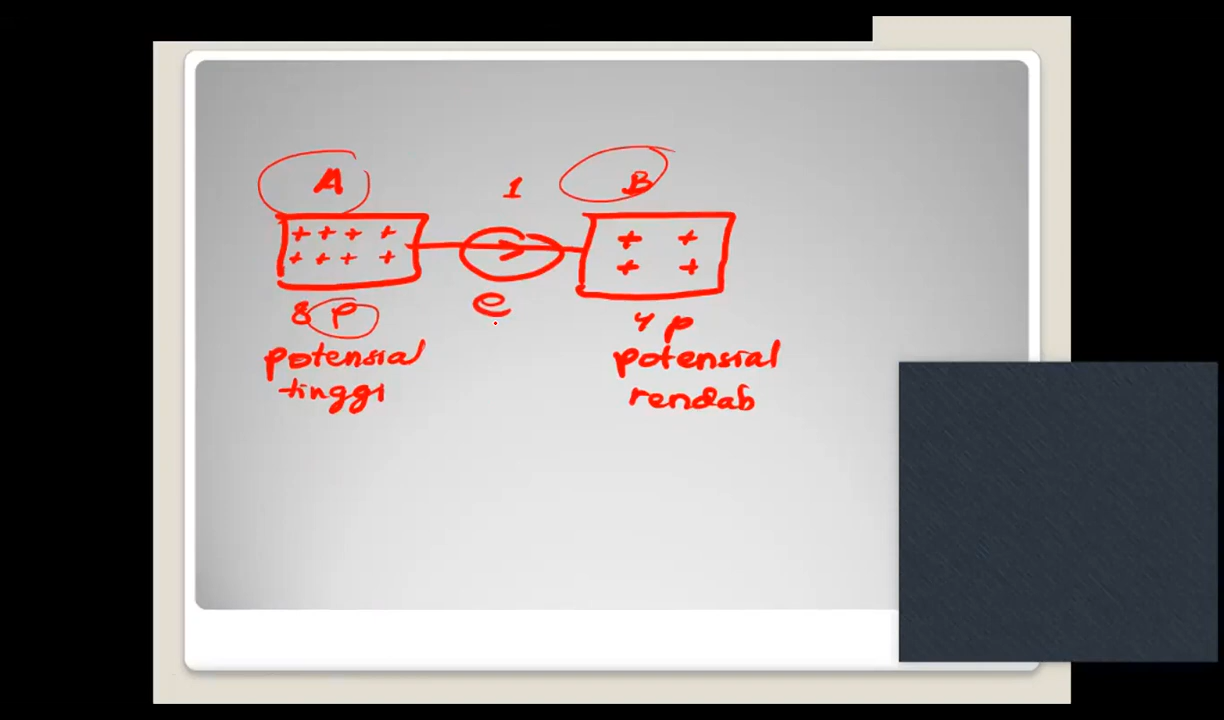 A 1 B
+ + + + + +
+ + + + + +
8 P e 4 p
potensial potensial
tinggi rendah